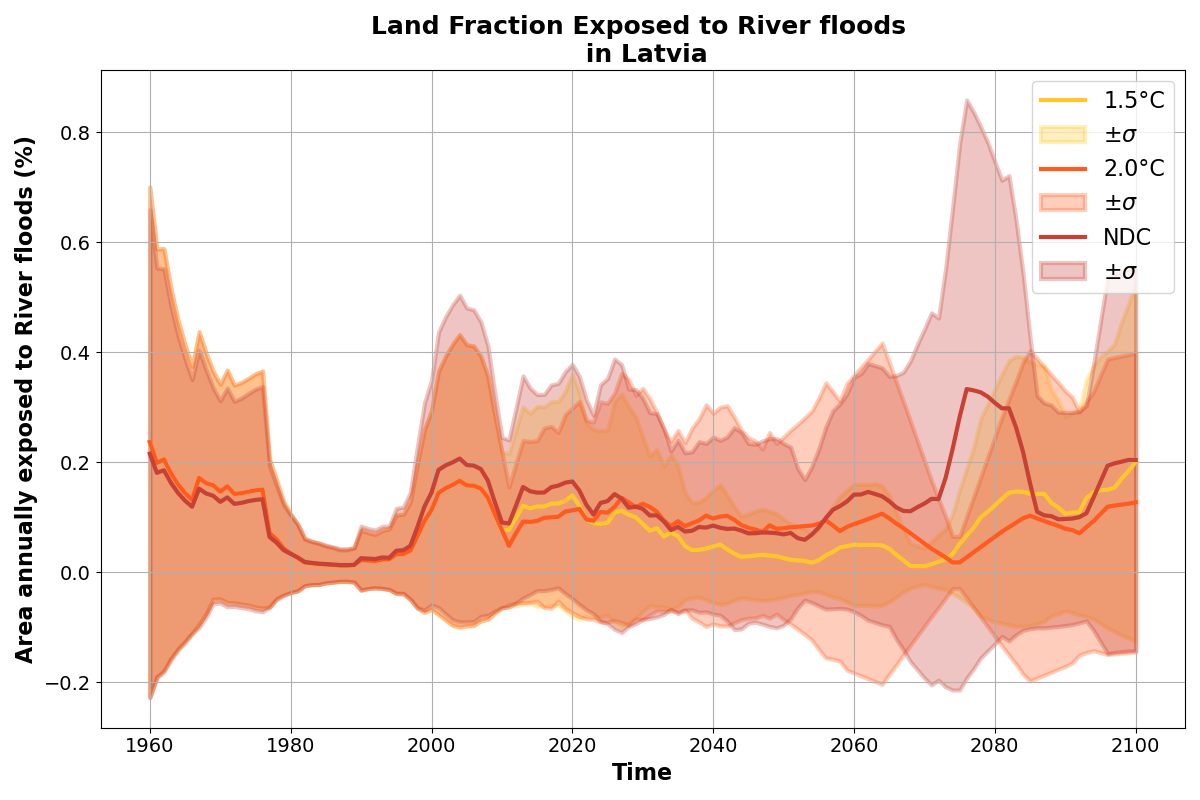 Land Fraction Exposed to River floods
in Latvia
Area annually exposed to River floods (%)
0.8
0.6
0.4
0.2
0.0
−0.2
1960
1980
2000
2020
2040
2060
2080
2100
Time
1.5°C
±σ
2.0°C
±σ
NDC
±σ